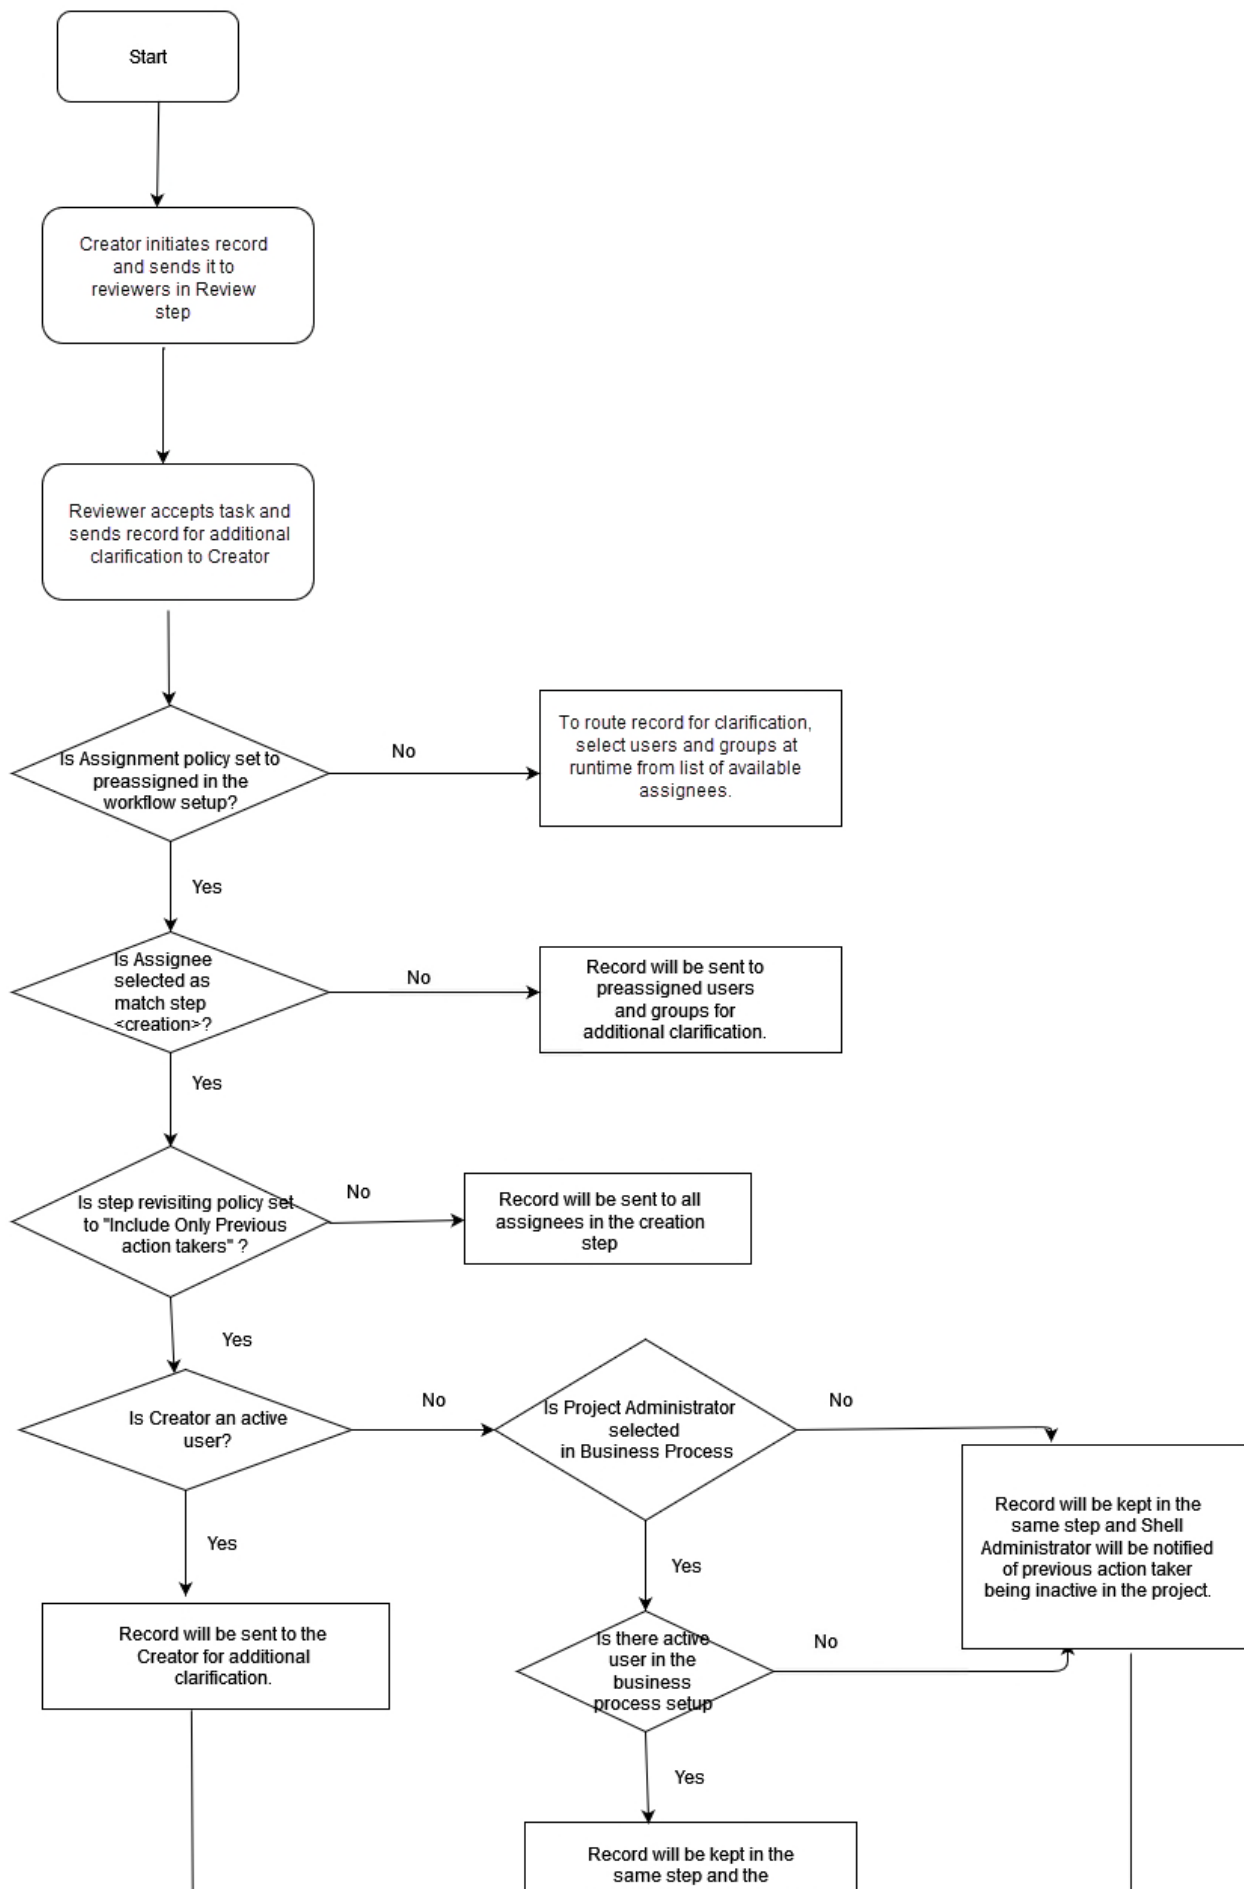 Start
Creator initiates record
and sends it to
reviewers in Review
step
Reviewer accepts task and
sends record for additional
clarification to Creator
Is Assignment policy set to
preassigned in the
workflow setup?
No
To route record for clarification,
select users and groups at
runtime from list of available
assignees.
Yes
Is Assignee
selected as
match step
<creation>?
No
Record will be sent to
preassigned users
and groups for
additional clarification.
Yes
Is step revisiting policy set
to "Include Only Previous
action takers" ?
No
Record will be sent to all
assignees in the creation
step
Yes
Is Creator an active
user?
No
Is Project Administrator
selected
in Business Process
No
Record will be kept in the
same step and Shell
Administrator will be notified
of previous action taker
being inactive in the project.
Yes
Record will be sent to the
Creator for additional
clarification.
Yes
Is there active
user in the
business
process setup
No
Yes
Record will be kept in the
same step and the